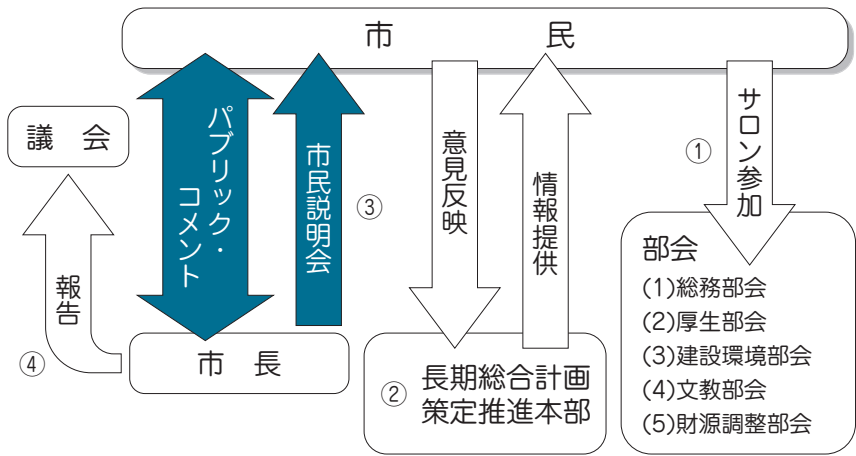 市　民
議　会
パブリック・
コメント
市民説明会
③
意見反映
情報提供
①
サロン参加
報告
④
市　長
②
長期総合計画
策定推進本部
部会
(1)総務部会
(2)厚生部会
(3)建設環境部会
(4)文教部会
(5)財源調整部会